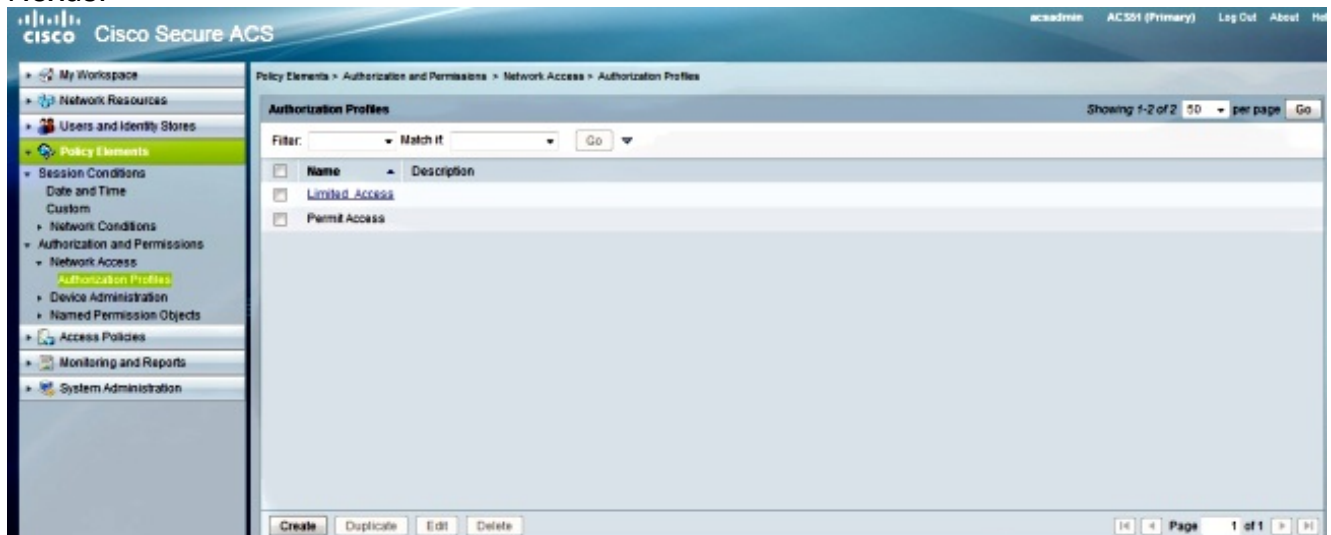 cisco Cisco Secure ACS
acsadmin ACS51 (Primary) Log Out About
My Workspace
Network Resources
Users and Identity Stores
Policy Elements
Session Conditions
Date and Time
Custom
Network Conditions
Authorization and Permissions
Network Access
Authorization Profiles
Device Administration
Named Permission Objects
Access Policies
Monitoring and Reports
System Administration
Policy Elements > Authorization and Permissions > Network Access > Authorization Profiles
Authorization Profiles
Showing 1-2 of 2 50 per page Go
Filter: Match if: Go
Name Description
Limited Access
Permit Access
Create Duplicate Edit Delete
Page 1 of 1